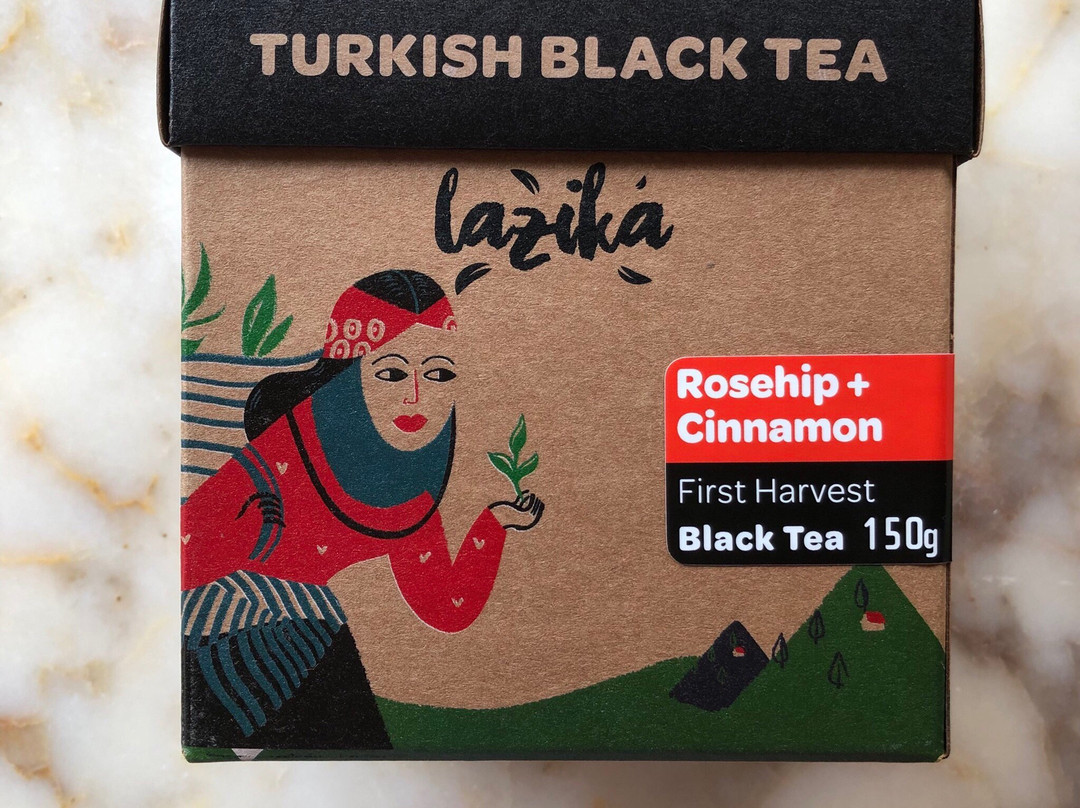 TURKISH BLACK TEA
lazika
Rosehip +
Cinnamon
First Harvest
Black Tea 150g